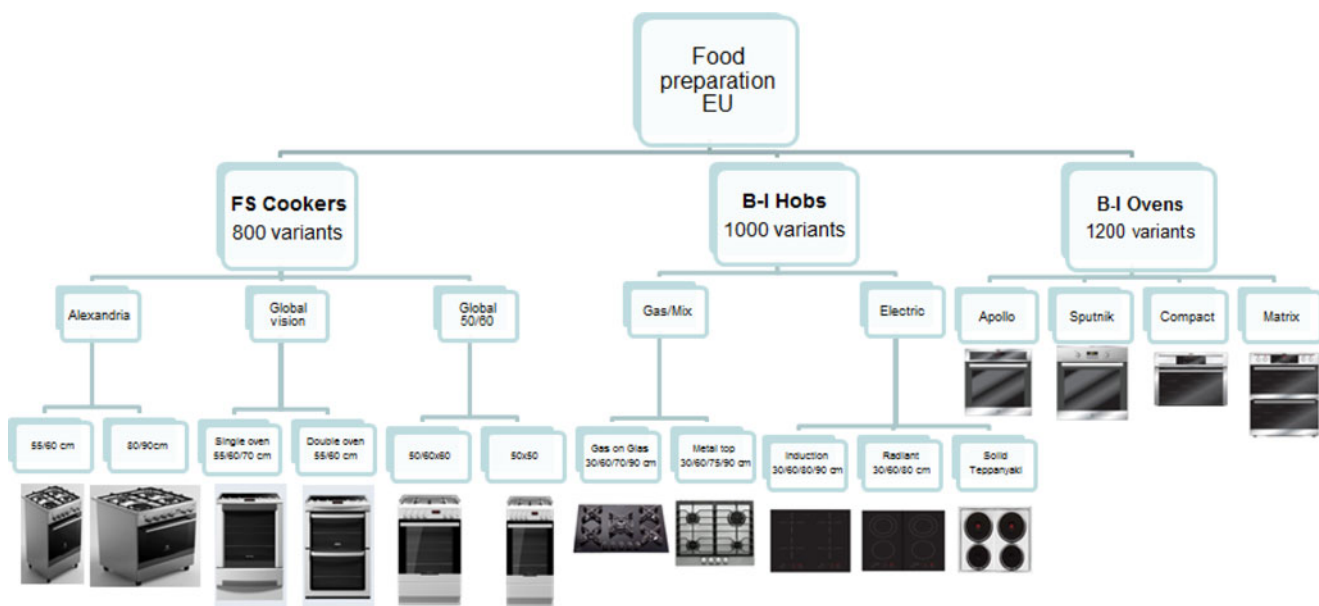 Food
preparation
EU
FS Cookers
800 variants
B-I Hobs
1000 variants
B-I Ovens
1200 variants
Alexandria
Global
vision
Global
50/60
Gas/Mix
Electric
Apollo
Sputnik
Compact
Matrix
55/60 cm
80/90cm
Single oven
55/60/70 cm
Double oven
55/60 cm
50/60x60
50x50
Gas on Glas
30/60/70/90 cm
Metal top
30/60/75/90 cm
Induction
30/60/80/90 cm
Radiant
30/60/80 cm
Solid
Teppanyaki